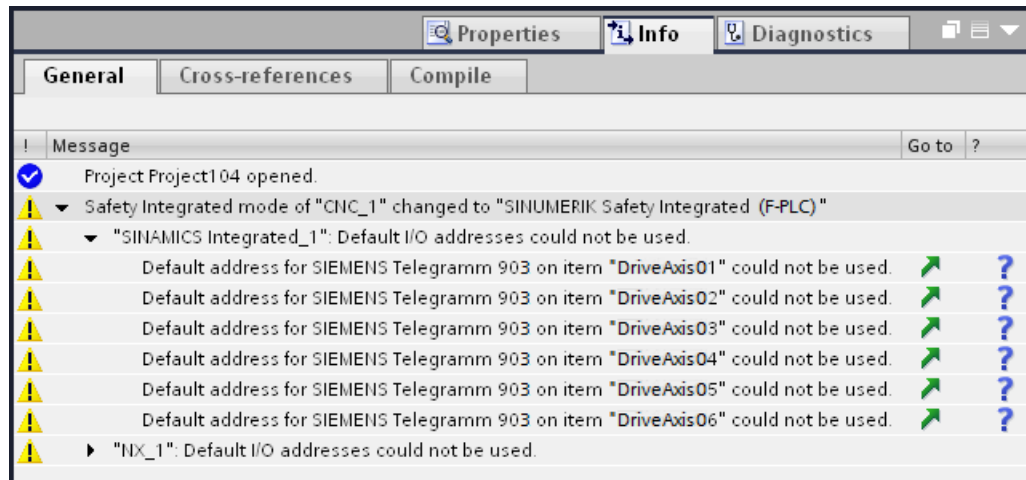 Properties Info Diagnostics
General Cross-references Compile
! Message Go to ?
Project Project104 opened.
Safety Integrated mode of "CNC_1" changed to "SINUMERIK Safety Integrated (F-PLC)"
"SINAMICS Integrated_1": Default I/O addresses could not be used.
Default address for SIEMENS Telegramm 903 on item "DriveAxis01" could not be used. ?
Default address for SIEMENS Telegramm 903 on item "DriveAxis02" could not be used. ?
Default address for SIEMENS Telegramm 903 on item "DriveAxis03" could not be used. ?
Default address for SIEMENS Telegramm 903 on item "DriveAxis04" could not be used. ?
Default address for SIEMENS Telegramm 903 on item "DriveAxis05" could not be used. ?
Default address for SIEMENS Telegramm 903 on item "DriveAxis06" could not be used. ?
"NX_1": Default I/O addresses could not be used.